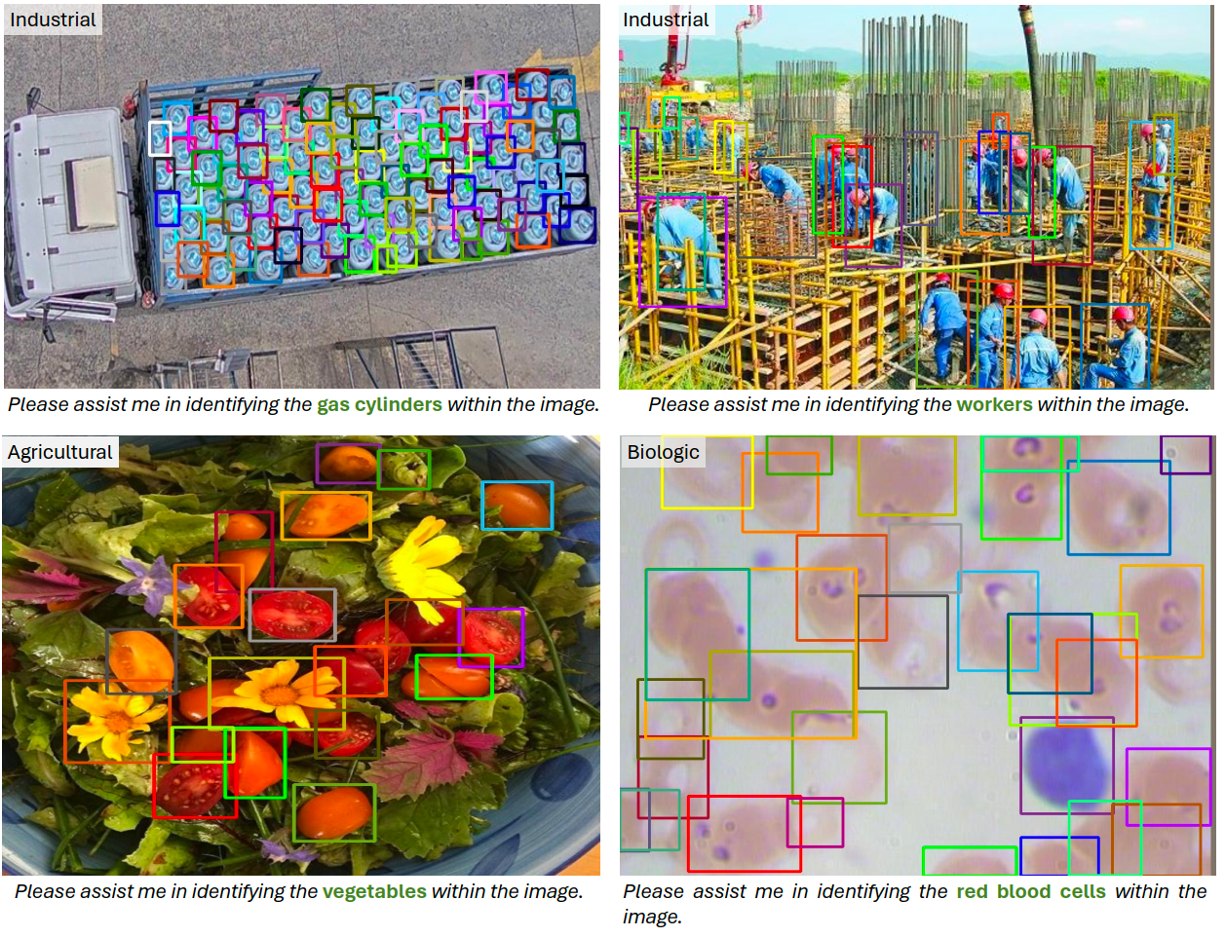 Industrial
Industrial
Please assist me in identifying the gas cylinders within the image.
Please assist me in identifying the workers within the image.
Agricultural
Biologic
Please assist me in identifying the vegetables within the image.
Please assist me in identifying the red blood cells within the
image.